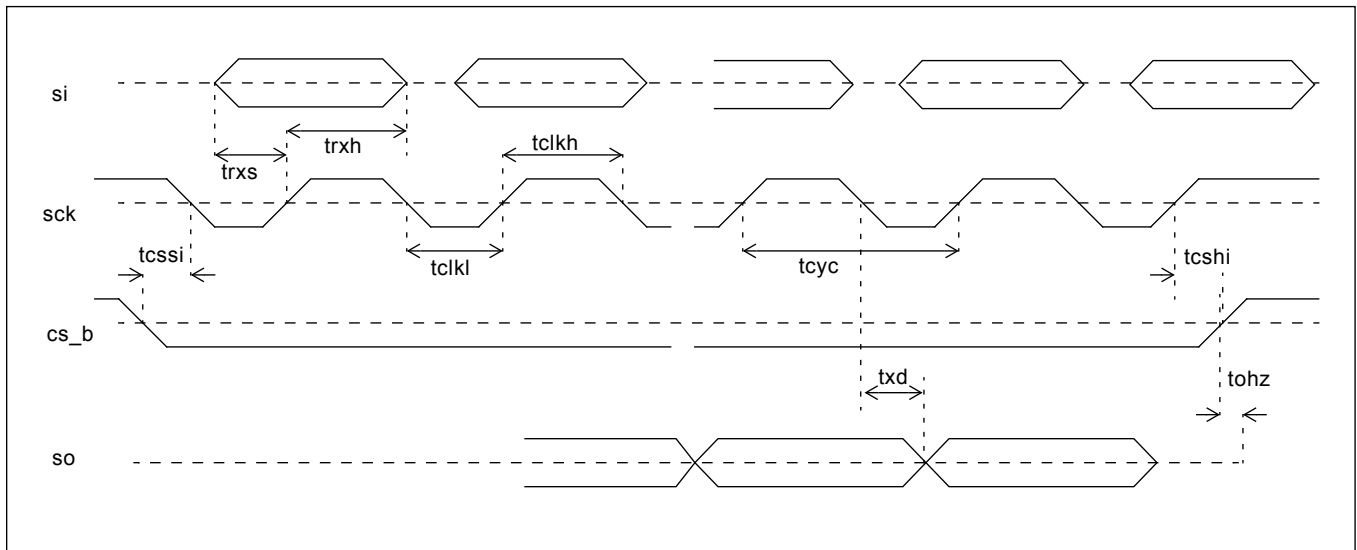 si
trxh
tclkh
trxs
sck
tcssi
tclkl
tcyc
tcshi
cs_b
txd
tohz
so